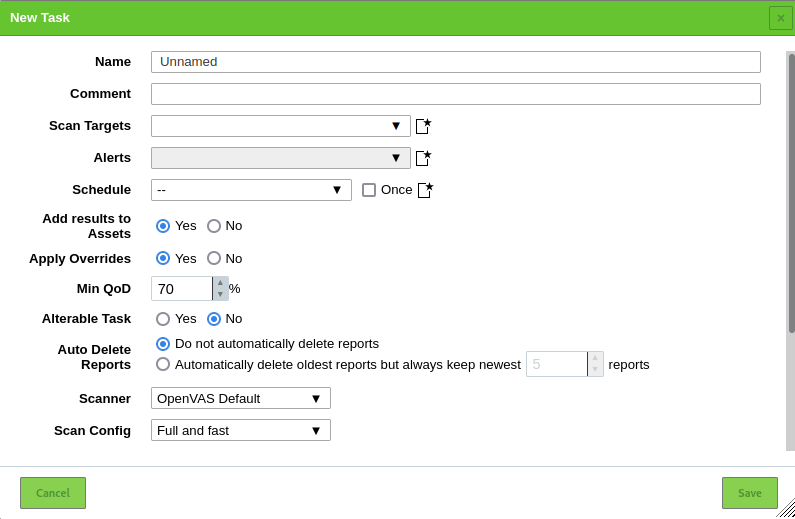 New Task ×
Name Unnamed
Comment
Scan Targets ▼
Alerts ▼
Schedule -- ▼ Once
Add results to Assets Yes No
Apply Overrides Yes No
Min QoD 70 %
Alterable Task Yes No
Auto Delete Reports Do not automatically delete reports
Automatically delete oldest reports but always keep newest 5 reports
Scanner OpenVAS Default ▼
Scan Config Full and fast ▼
Cancel Save